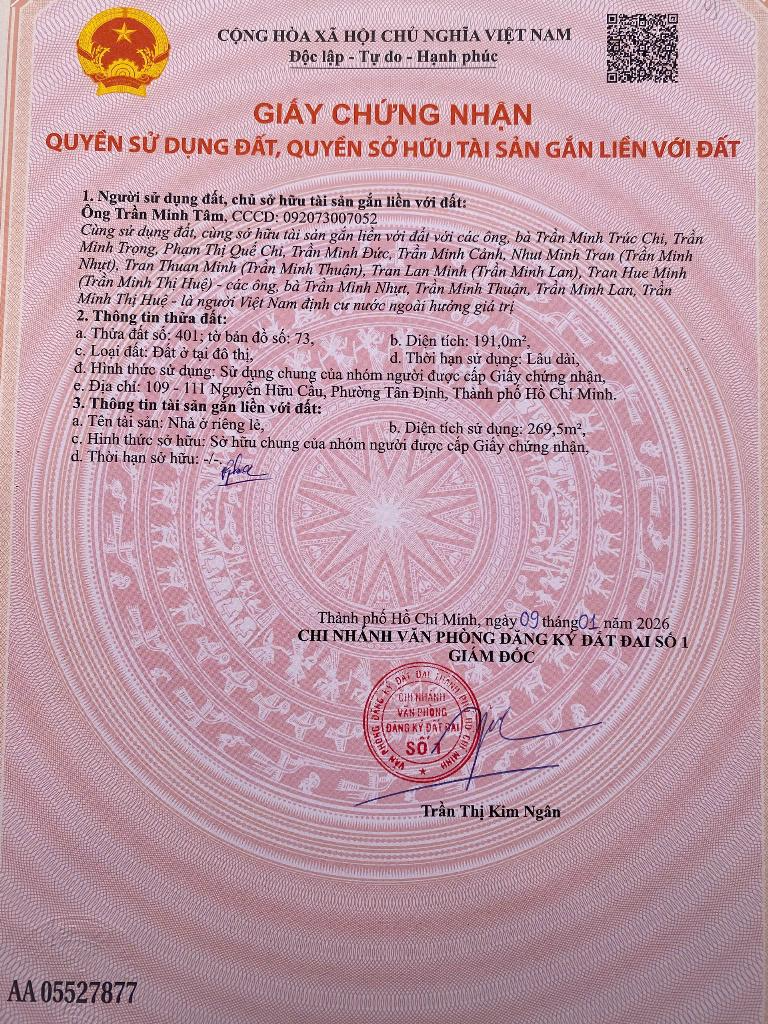 CỘNG HÒA XÃ HỘI CHỦ NGHĨA VIỆT NAM
Độc lập - Tự do - Hạnh phúc
GIẤY CHỨNG NHẬN
QUYỀN SỬ DỤNG ĐẤT, QUYỀN SỞ HỮU TÀI SẢN GẮN LIỀN VỚI ĐẤT
1. Người sử dụng đất, chủ sở hữu tài sản gắn liền với đất:
Ông Trần Minh Tâm, CCCD: 092073007052
Cùng sử dụng đất, cùng sở hữu tài sản gắn liền với đất với các ông, bà Trần Minh Trúc Chi, Trần
Minh Trọng, Phạm Thị Quế Chi, Trần Minh Đức, Trần Minh Cảnh, Nhut Minh Tran (Trần Minh
Nhựt), Tran Thuan Minh (Trần Minh Thuận), Tran Lan Minh (Trần Minh Lan), Tran Hue Minh
(Trần Minh Thị Huệ) - các ông, bà Trần Minh Nhựt, Trần Minh Thuận, Trần Minh Lan, Trần
Minh Thị Huệ - là người Việt Nam định cư nước ngoài hưởng giá trị
2. Thông tin thửa đất:
a. Thửa đất số: 401; tờ bản đồ số: 73, b. Diện tích: 191,0m²,
c. Loại đất: Đất ở tại đô thị, d. Thời hạn sử dụng: Lâu dài,
đ. Hình thức sử dụng: Sử dụng chung của nhóm người được cấp Giấy chứng nhận,
e. Địa chỉ: 109 - 111 Nguyễn Hữu Cầu, Phường Tân Định, Thành phố Hồ Chí Minh.
3. Thông tin tài sản gắn liền với đất:
a. Tên tài sản: Nhà ở riêng lẻ, b. Diện tích sử dụng: 269,5m²,
c. Hình thức sở hữu: Sở hữu chung của nhóm người được cấp Giấy chứng nhận,
d. Thời hạn sở hữu: -/-.
Thành phố Hồ Chí Minh, ngày 09 tháng 01 năm 2026
CHI NHÁNH VĂN PHÒNG ĐĂNG KÝ ĐẤT ĐAI SỐ 1
GIÁM ĐỐC
VĂN PHÒNG ĐĂNG KÝ ĐẤT ĐAI THÀNH PHỐ HỒ CHÍ MINH
CHI NHÁNH
VĂN PHÒNG
ĐĂNG KÝ ĐẤT ĐAI
SỐ 1
Trần Thị Kim Ngân
AA 05527877